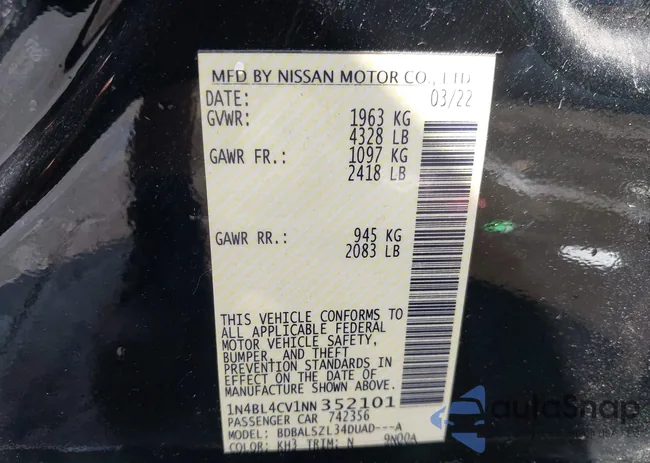 MFD BY NISSAN MOTOR CO., LTD
DATE: 03/22
GVWR: 1963 KG
4328 LB
GAWR FR.: 1097 KG
2418 LB
GAWR RR.: 945 KG
2083 LB
THIS VEHICLE CONFORMS TO
ALL APPLICABLE FEDERAL
MOTOR VEHICLE SAFETY,
BUMPER, AND THEFT
PREVENTION STANDARDS IN
EFFECT ON THE DATE OF
MANUFACTURE SHOWN ABOVE.
1N4BL4CV1NN352101
PASSENGER CAR 742356
MODEL: BDBALSZL34DUAD---A
COLOR: KH3 TRIM: N 9N00A
autoSnap